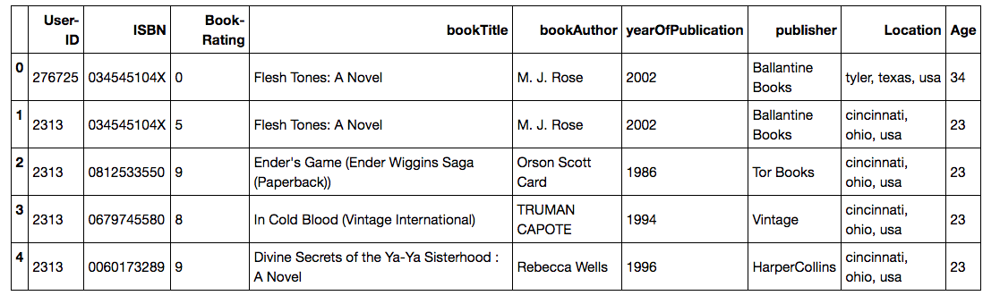 User-ID ISBN Book-Rating bookTitle bookAuthor yearOfPublication publisher Location Age
0 276725 034545104X 0 Flesh Tones: A Novel M. J. Rose 2002 Ballantine Books tyler, texas, usa 34
1 2313 034545104X 5 Flesh Tones: A Novel M. J. Rose 2002 Ballantine Books cincinnati, ohio, usa 23
2 2313 0812533550 9 Ender's Game (Ender Wiggins Saga (Paperback)) Orson Scott Card 1986 Tor Books cincinnati, ohio, usa 23
3 2313 0679745580 8 In Cold Blood (Vintage International) TRUMAN CAPOTE 1994 Vintage cincinnati, ohio, usa 23
4 2313 0060173289 9 Divine Secrets of the Ya-Ya Sisterhood : A Novel Rebecca Wells 1996 HarperCollins cincinnati, ohio, usa 23